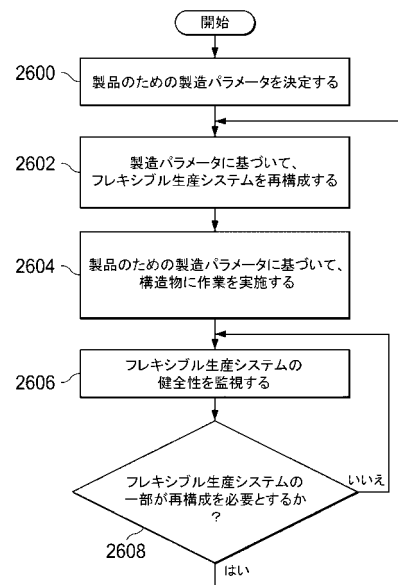 開始
2600
製品のための製造パラメータを決定する
2602
製造パラメータに基づいて、
フレキシブル生産システムを再構成する
2604
製品のための製造パラメータに基づいて、
構造物に作業を実施する
2606
フレキシブル生産システムの
健全性を監視する
フレキシブル生産システムの
一部が再構成を必要とするか
?
いいえ
2608
はい